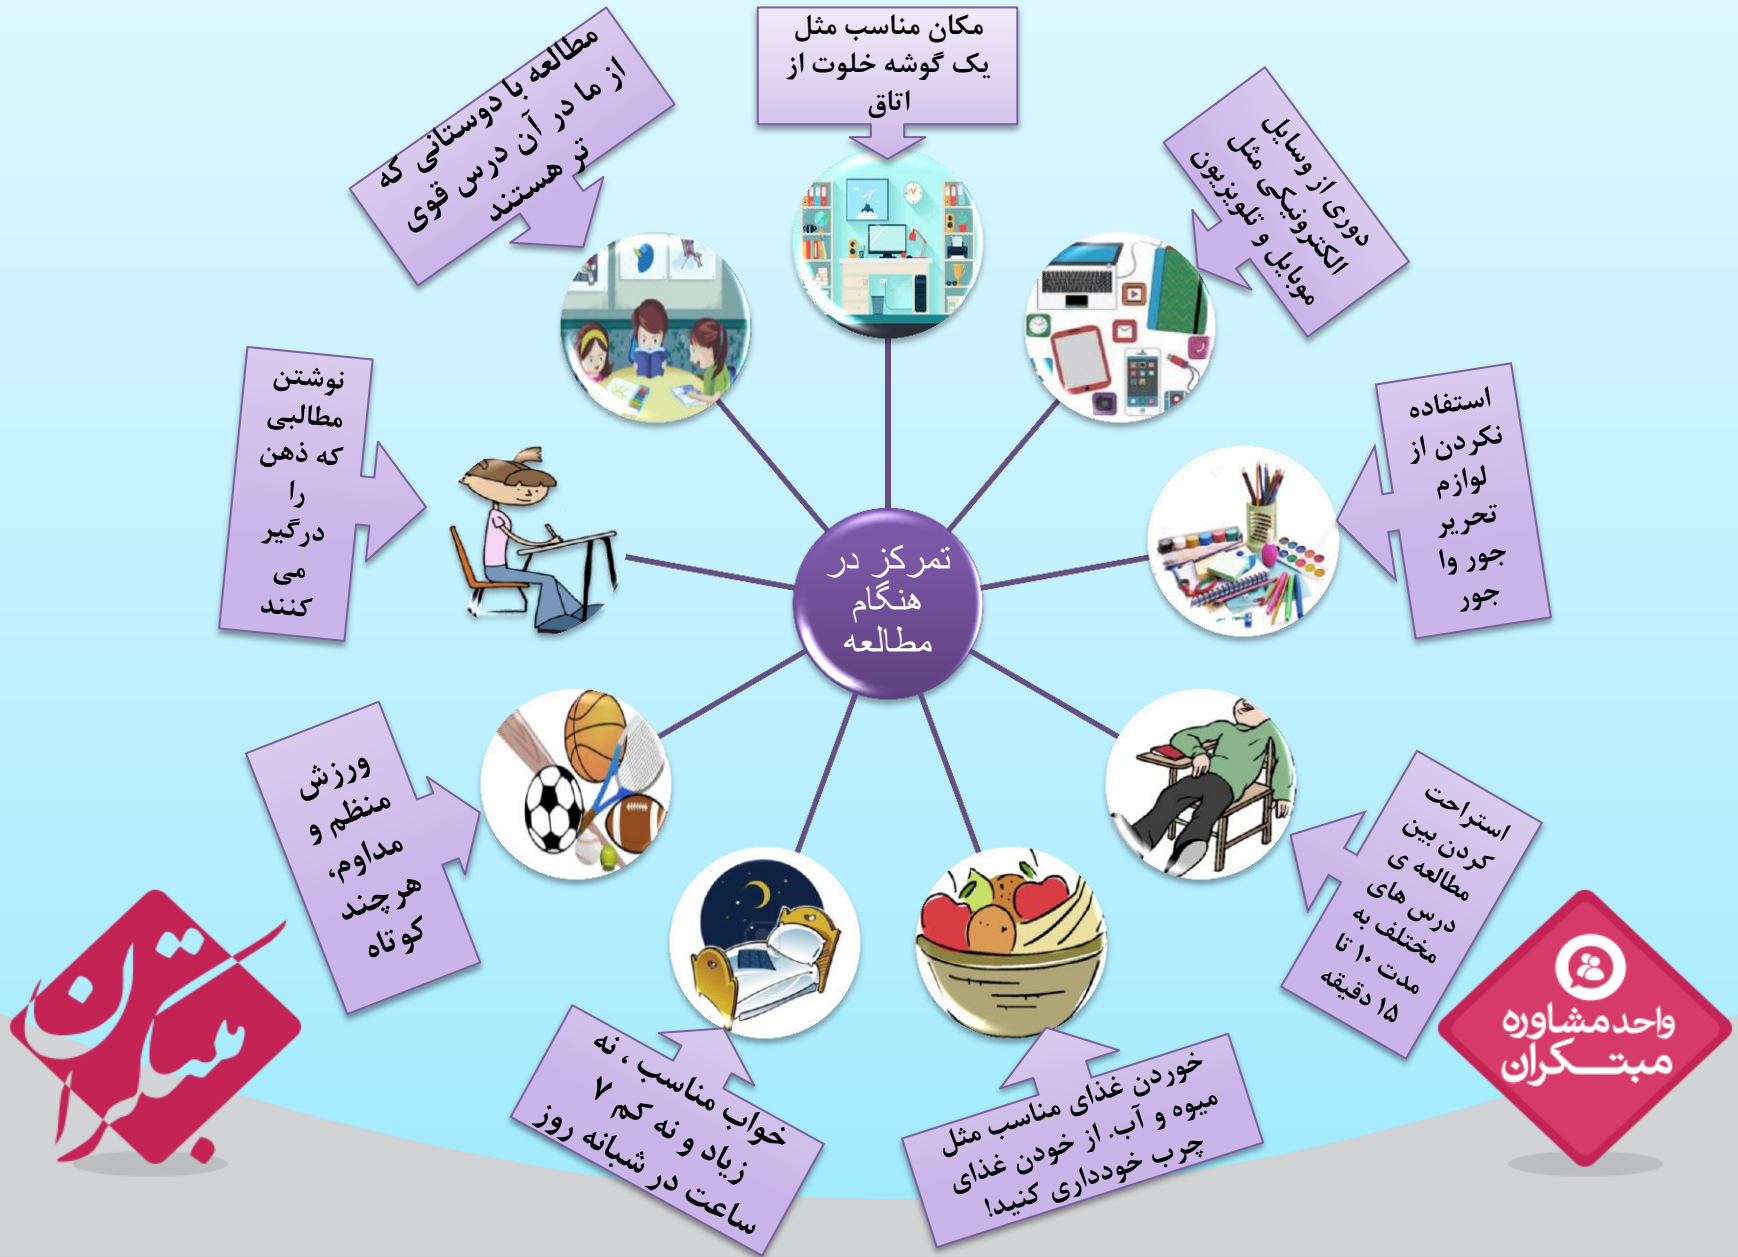 مکان مناسب مثل
یک گوشه خلوت از
اتاق
دوری از وسایل
الکترونیکی مثل
موبایل و تلویزیون
استفاده
نکردن از
لوازم
تحریر
جور وا
جور
استراحت
کردن بین
مطالعه ی
درس های
مختلف به
مدت ۱۰ تا
۱۵ دقیقه
خوردن غذای مناسب مثل
میوه و آب. از خودن غذای
چرب خودداری کنید!
خواب مناسب ، نه
زیاد و نه کم ۷
ساعت در شبانه روز
ورزش
منظم و
مداوم،
هرچند
کوتاه
نوشتن
مطالبی
که ذهن
را
درگیر
می
کنند
مطالعه با دوستانی که
از ما در آن درس قوی
تر هستند
تمرکز در
هنگام
مطالعه
واحد مشاوره
مبتکران
مبتکران